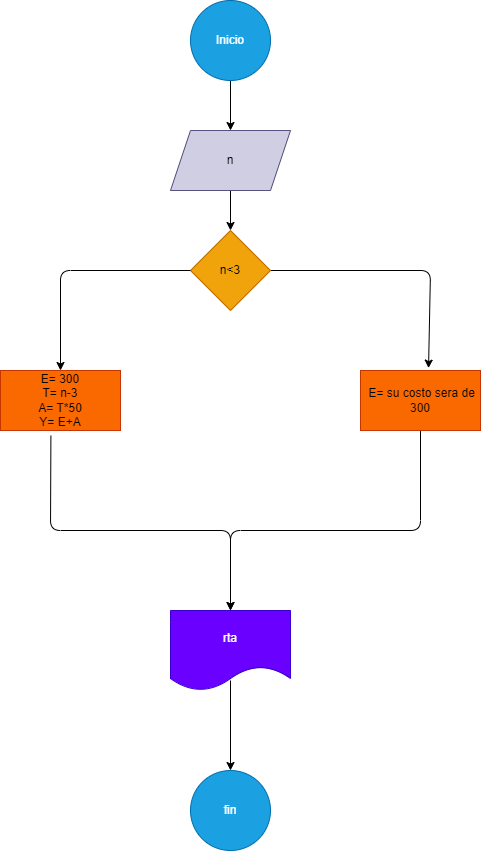 Inicio
n
n<3
E= 300
T= n-3
A= T*50
Y= E+A
E= su costo sera de
300
rta
fin